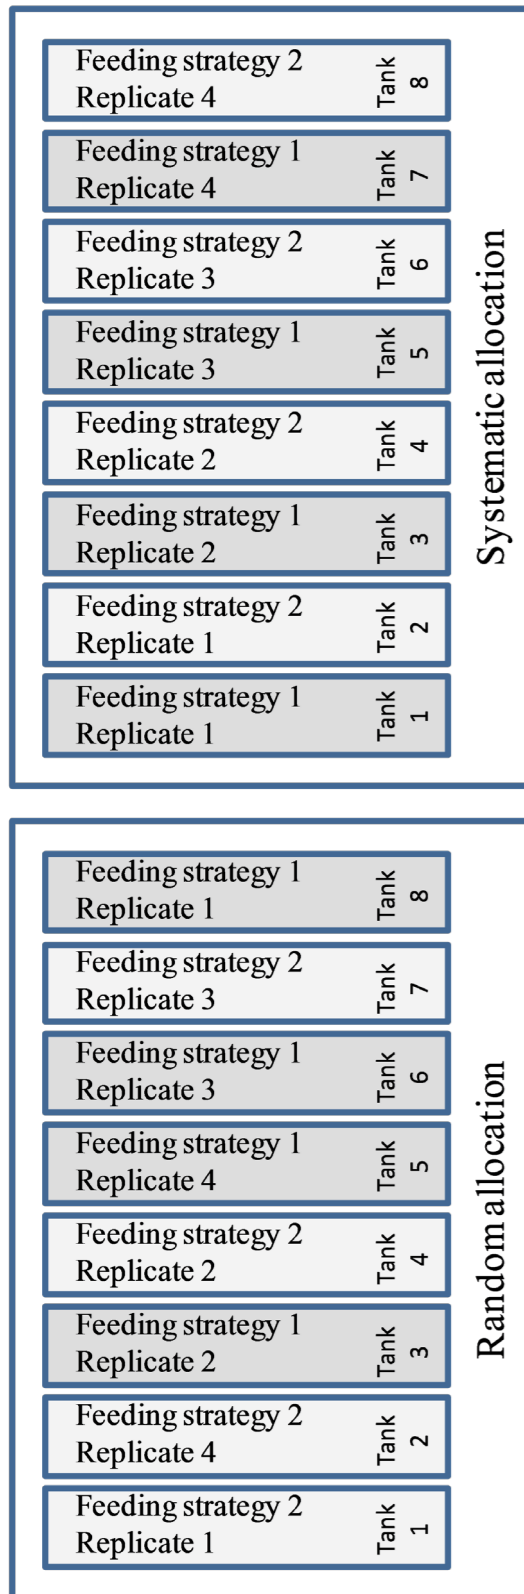 Feeding strategy 2
Replicate 4
Tank
8
Feeding strategy 1
Replicate 4
Tank
7
Feeding strategy 2
Replicate 3
Tank
6
Feeding strategy 1
Replicate 3
Tank
5
Feeding strategy 2
Replicate 2
Tank
4
Feeding strategy 1
Replicate 2
Tank
3
Feeding strategy 2
Replicate 1
Tank
2
Feeding strategy 1
Replicate 1
Tank
1
Systematic allocation
Feeding strategy 1
Replicate 1
Tank
8
Feeding strategy 2
Replicate 3
Tank
7
Feeding strategy 1
Replicate 3
Tank
6
Feeding strategy 1
Replicate 4
Tank
5
Feeding strategy 2
Replicate 2
Tank
4
Feeding strategy 1
Replicate 2
Tank
3
Feeding strategy 2
Replicate 4
Tank
2
Feeding strategy 2
Replicate 1
Tank
1
Random allocation